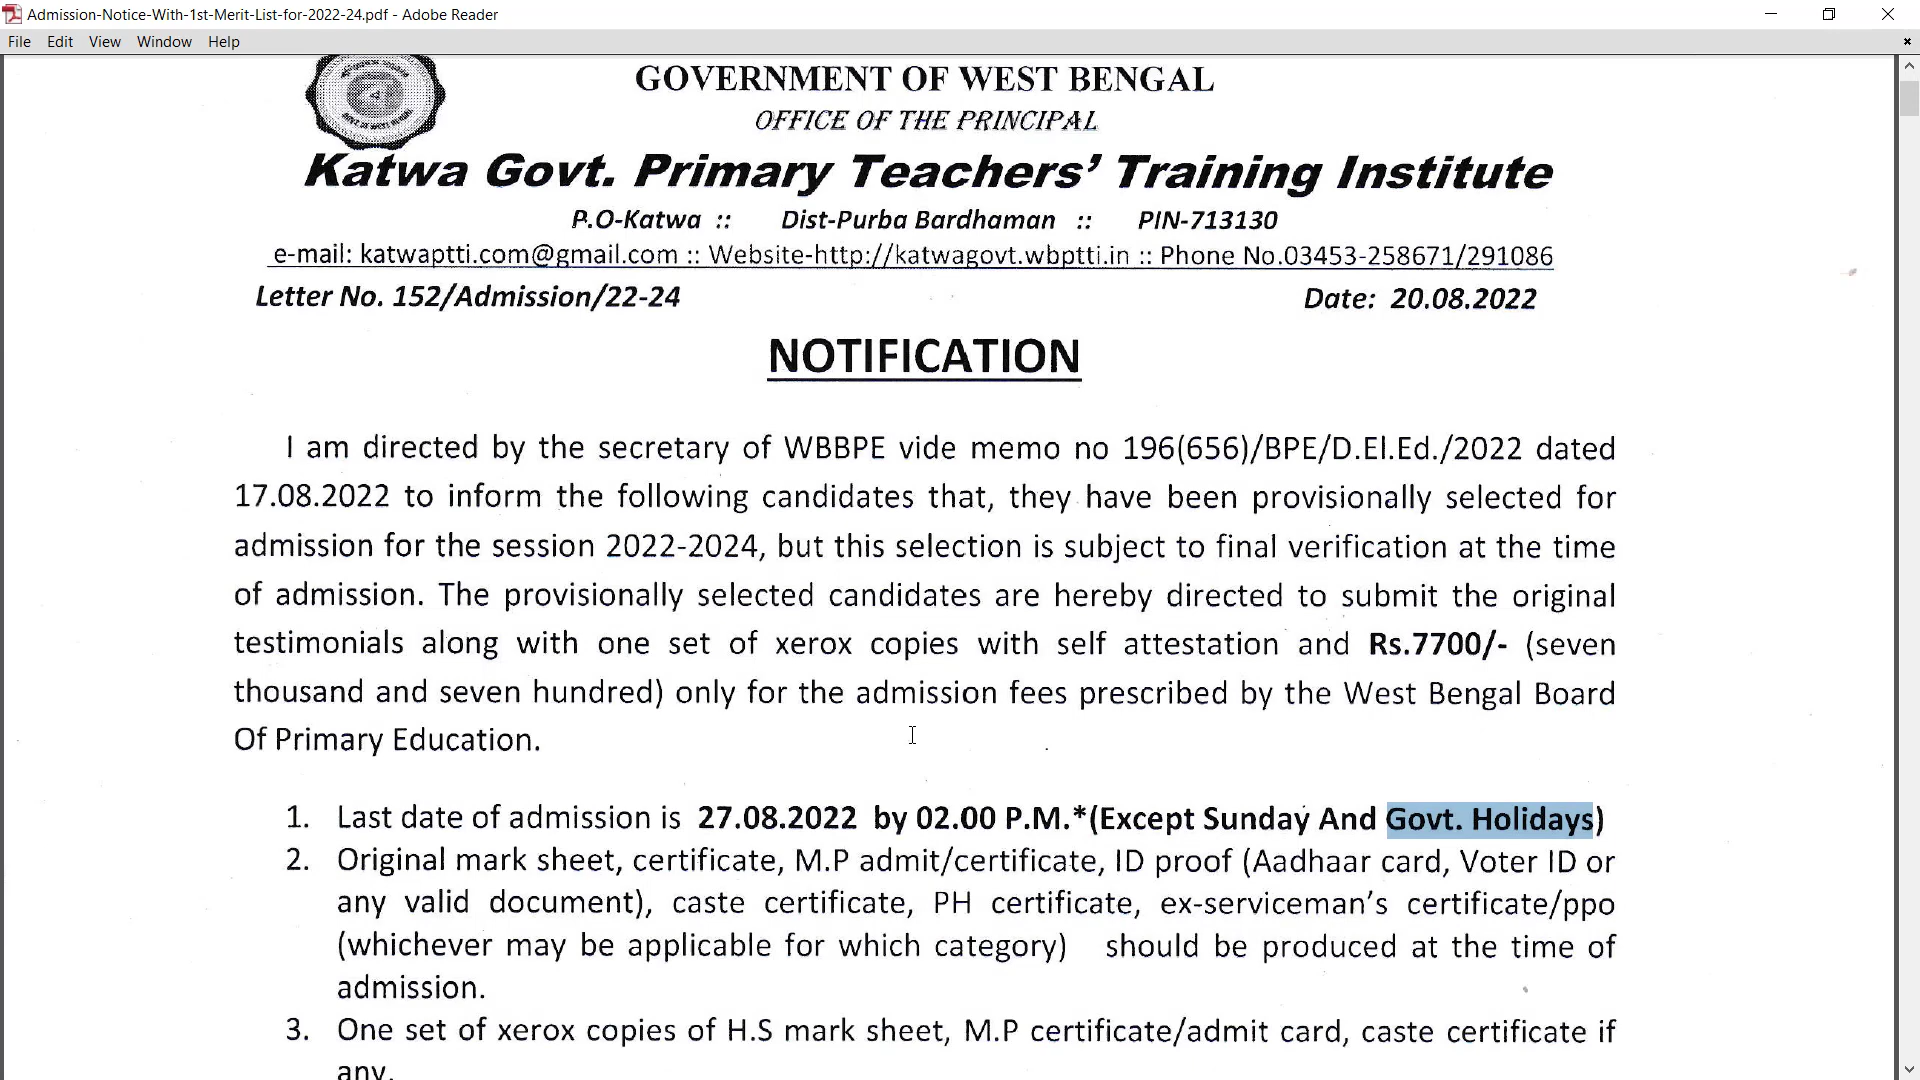 Admission-Notice-With-1st-Merit-List-for-2022-24.pdf - Adobe Reader
File Edit View Window Help
GOVERNMENT OF WEST BENGAL
OFFICE OF THE PRINCIPAL
Katwa Govt. Primary Teachers' Training Institute
P.O-Katwa :: Dist-Purba Bardhaman :: PIN-713130
e-mail: katwaptti.com@gmail.com :: Website-http://katwagovt.wbptti.in :: Phone No.03453-258671/291086
Letter No. 152/Admission/22-24 Date: 20.08.2022
NOTIFICATION
I am directed by the secretary of WBBPE vide memo no 196(656)/BPE/D.El.Ed./2022 dated
17.08.2022 to inform the following candidates that, they have been provisionally selected for
admission for the session 2022-2024, but this selection is subject to final verification at the time
of admission. The provisionally selected candidates are hereby directed to submit the original
testimonials along with one set of xerox copies with self attestation and Rs.7700/- (seven
thousand and seven hundred) only for the admission fees prescribed by the West Bengal Board
Of Primary Education.
1. Last date of admission is 27.08.2022 by 02.00 P.M.*(Except Sunday And Govt. Holidays)
2. Original mark sheet, certificate, M.P admit/certificate, ID proof (Aadhaar card, Voter ID or
any valid document), caste certificate, PH certificate, ex-serviceman's certificate/ppo
(whichever may be applicable for which category) should be produced at the time of
admission.
3. One set of xerox copies of H.S mark sheet, M.P certificate/admit card, caste certificate if
any.